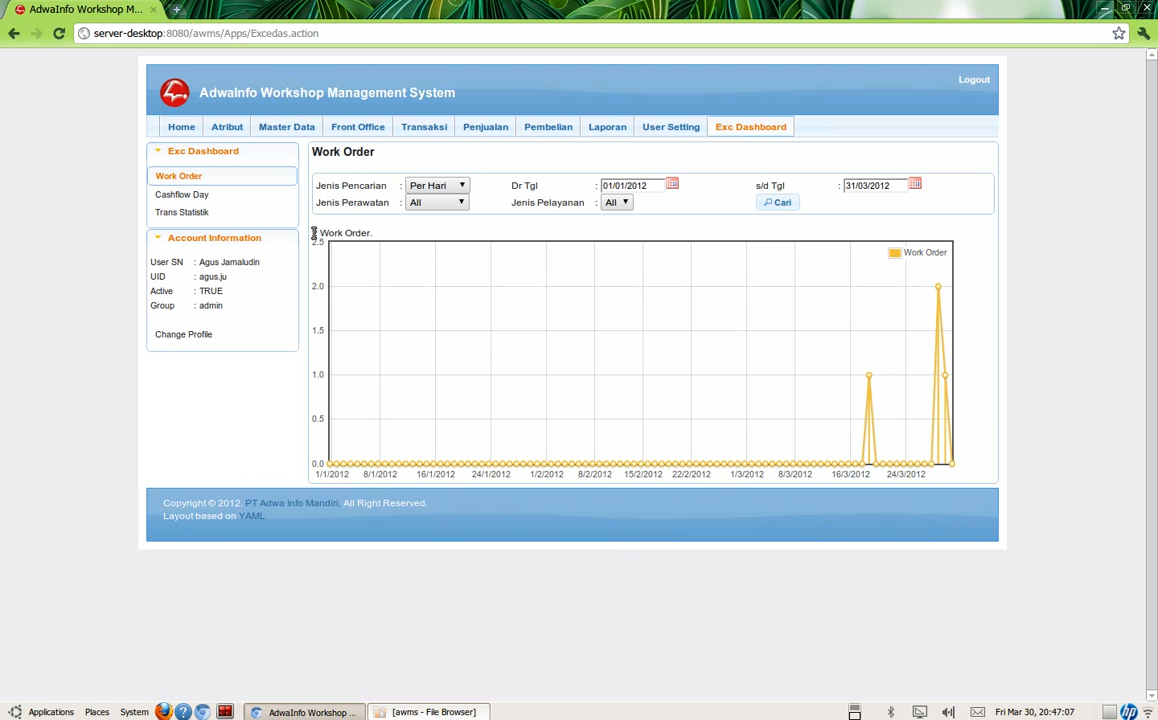 AdwaInfo Workshop M...
server-desktop:8080/awms/Apps/Excedas.action
Logout
AdwaInfo Workshop Management System
Home Atribut Master Data Front Office Transaksi Penjualan Pembelian Laporan User Setting Exc Dashboard
Exc Dashboard
Work Order
Cashflow Day
Trans Statistik
Account Information
User SN : Agus Jamaludin
UID : agus.ju
Active : TRUE
Group : admin
Change Profile
Work Order
Jenis Pencarian : Per Hari Dr Tgl : 01/01/2012 s/d Tgl : 31/03/2012
Jenis Perawatan : All Jenis Pelayanan : All Cari
Work Order.
Work Order
2.5
2.0
1.5
1.0
0.5
0.0
1/1/2012 8/1/2012 16/1/2012 24/1/2012 1/2/2012 8/2/2012 15/2/2012 22/2/2012 1/3/2012 8/3/2012 16/3/2012 24/3/2012
Copyright © 2012. PT Adwa Info Mandiri, All Right Reserved.
Layout based on YAML
Applications Places System AdwaInfo Workshop ... [awms - File Browser] Fri Mar 30, 20:47:07